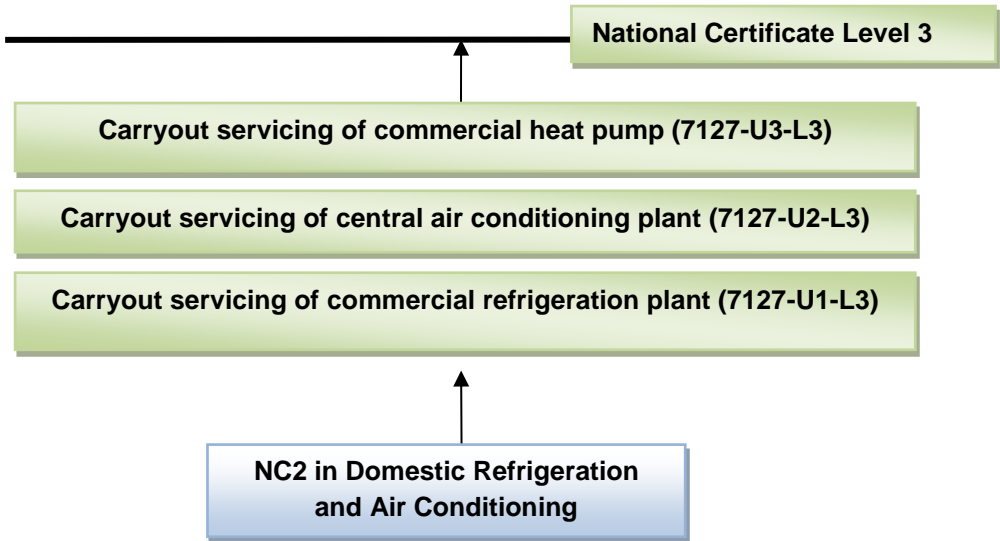 National Certificate Level 3
Carryout servicing of commercial heat pump (7127-U3-L3)
Carryout servicing of central air conditioning plant (7127-U2-L3)
Carryout servicing of commercial refrigeration plant (7127-U1-L3)
NC2 in Domestic Refrigeration
and Air Conditioning